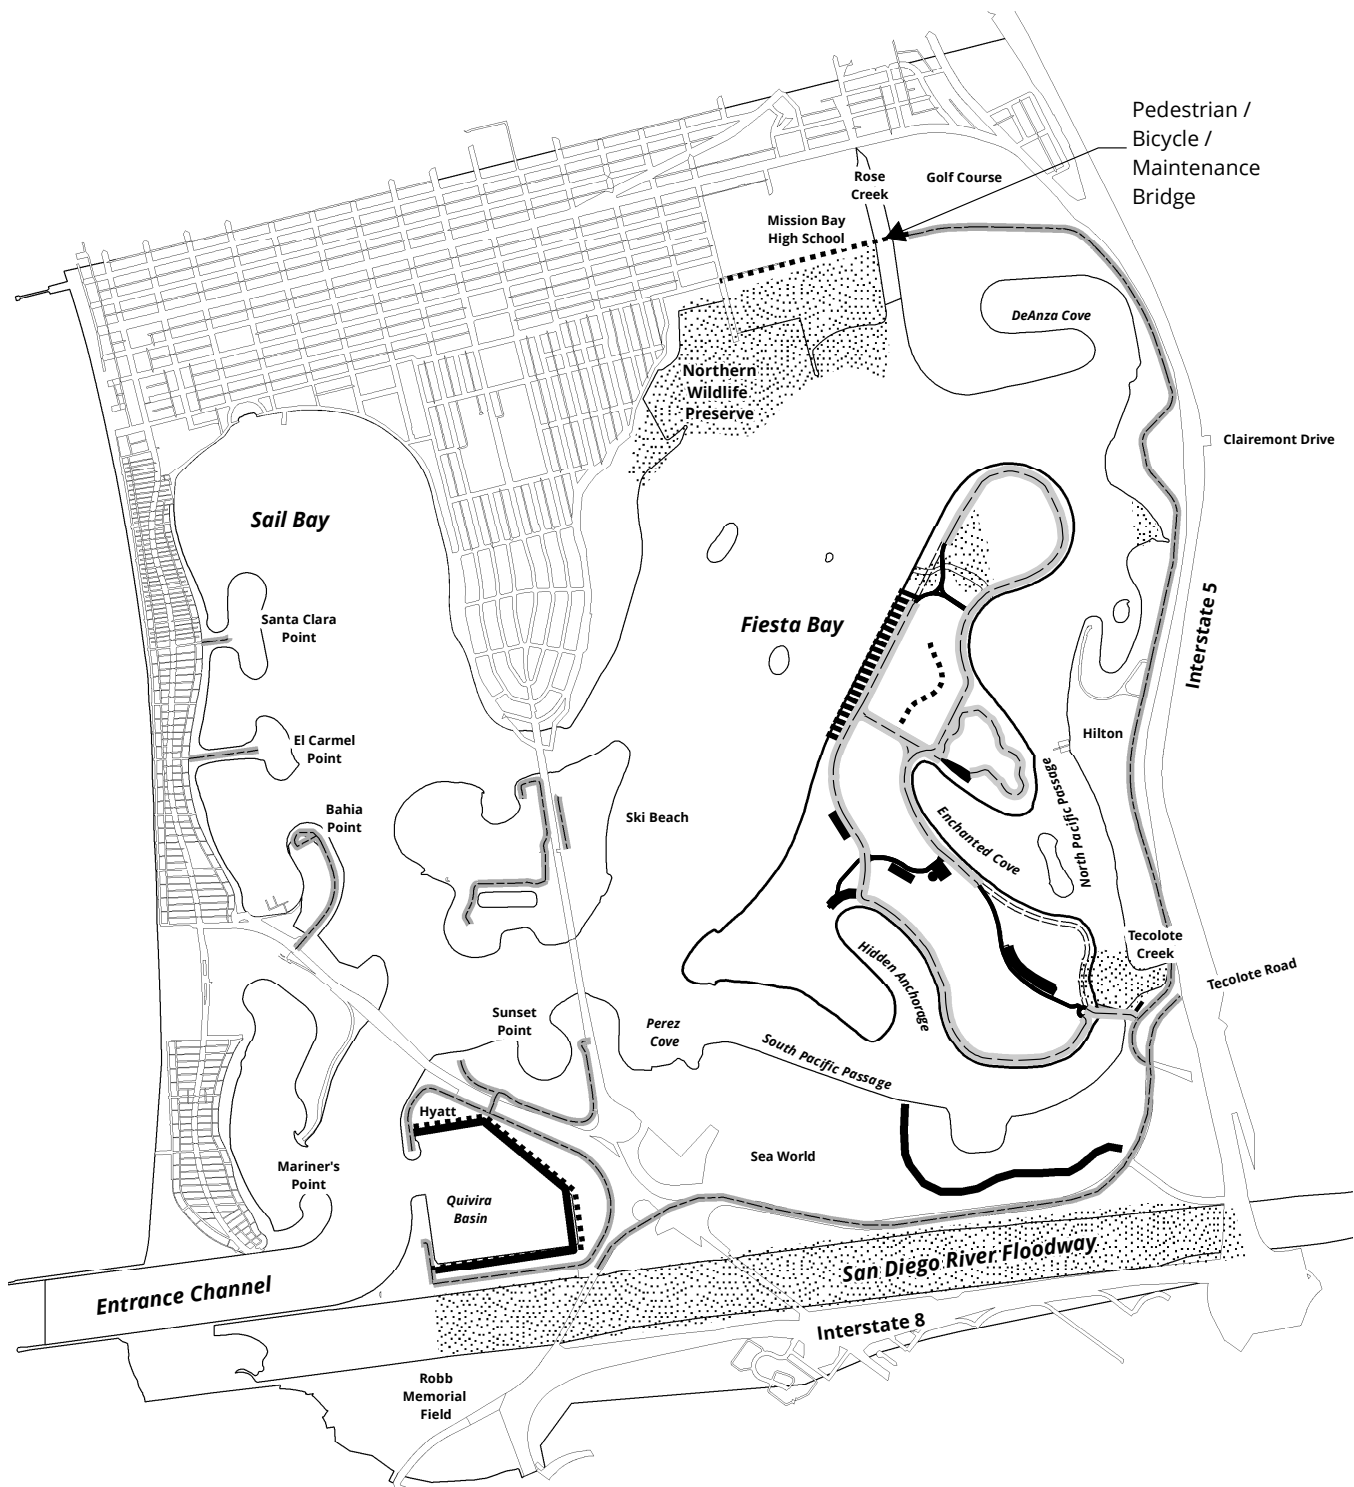 Pedestrian /
Bicycle /
Maintenance
Bridge
Rose
Creek
Golf Course
Mission Bay
High School
DeAnza Cove
Northern
Wildlife
Preserve
Clairemont Drive
Sail Bay
Santa Clara
Point
Fiesta Bay
Interstate 5
El Carmel
Point
Hilton
Bahia
Point
Ski Beach
North Pacific Passage
Enchanted Cove
Tecolote
Creek
Hidden Anchorage
Tecolote Road
Sunset
Point
Perez
Cove
South Pacific Passage
Hyatt
Sea World
Mariner's
Point
Quivira
Basin
San Diego River Floodway
Entrance Channel
Interstate 8
Robb
Memorial
Field